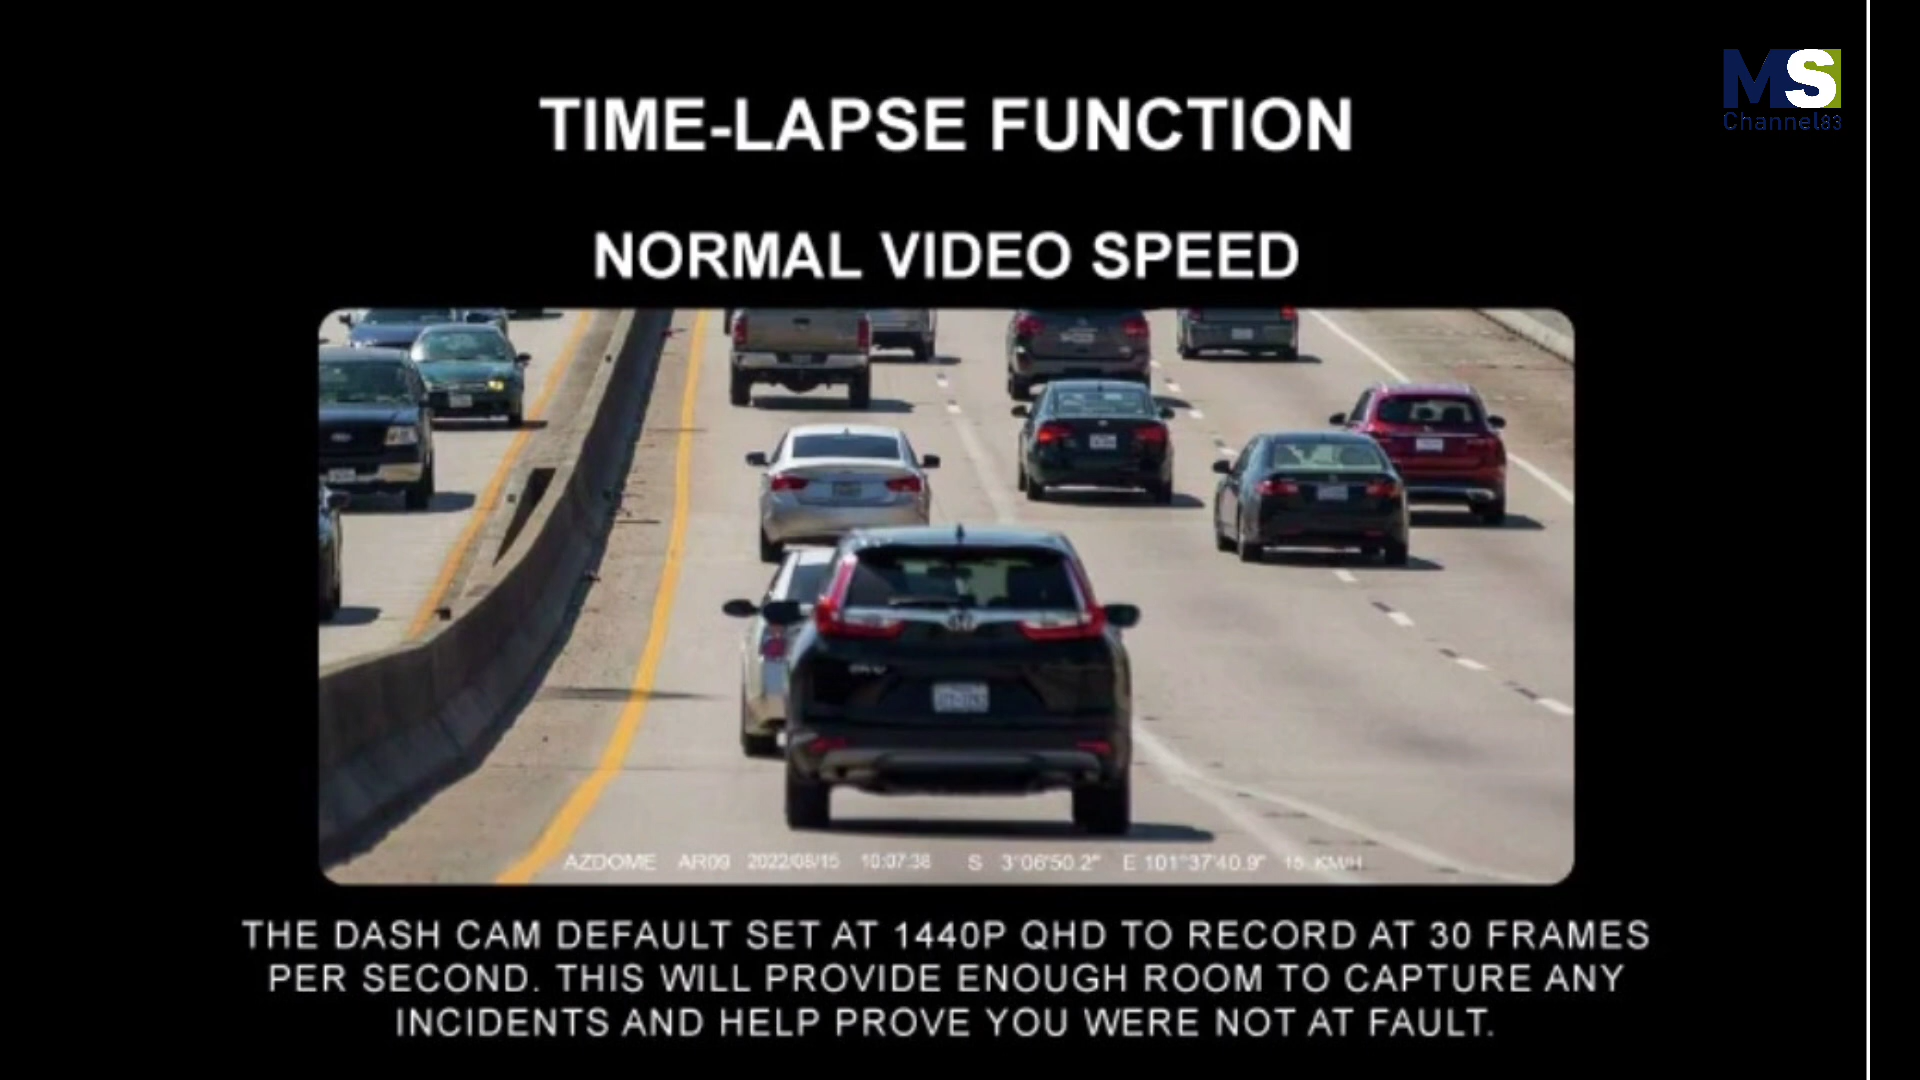 MS
Channel83
TIME-LAPSE FUNCTION
NORMAL VIDEO SPEED
AZDOME AR09 2022/08/15 10:07:38 S 3°06'50.2" E 101°37'40.9" 15 KM/H
THE DASH CAM DEFAULT SET AT 1440P QHD TO RECORD AT 30 FRAMES
PER SECOND. THIS WILL PROVIDE ENOUGH ROOM TO CAPTURE ANY
INCIDENTS AND HELP PROVE YOU WERE NOT AT FAULT.